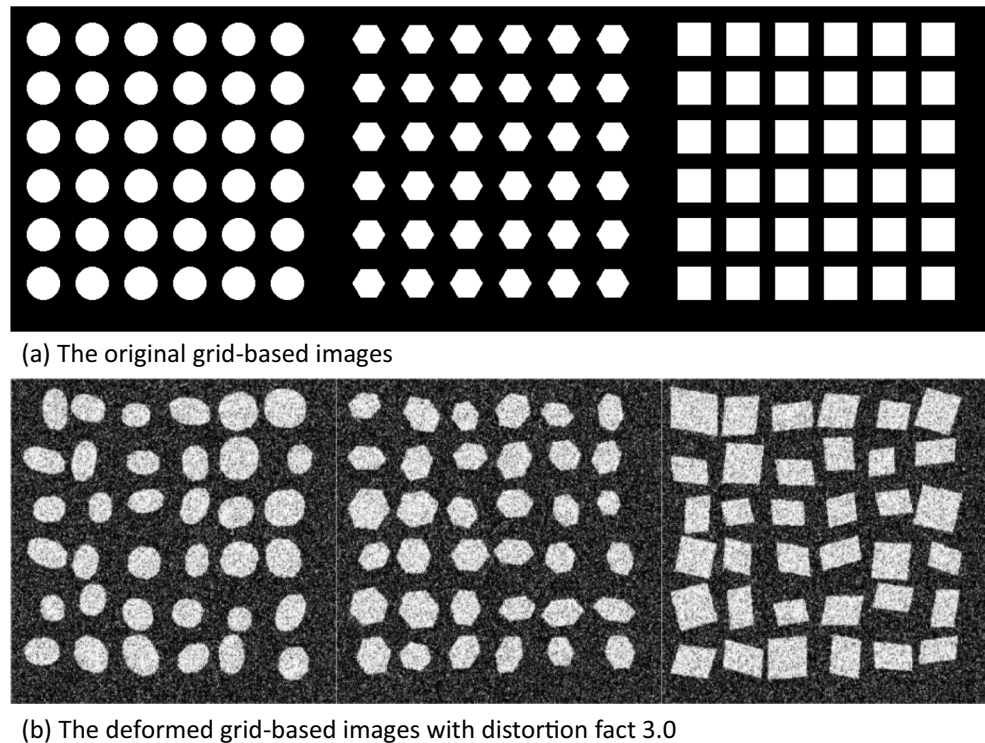 (a) The original grid-based images
(b) The deformed grid-based images with distortion fact 3.0